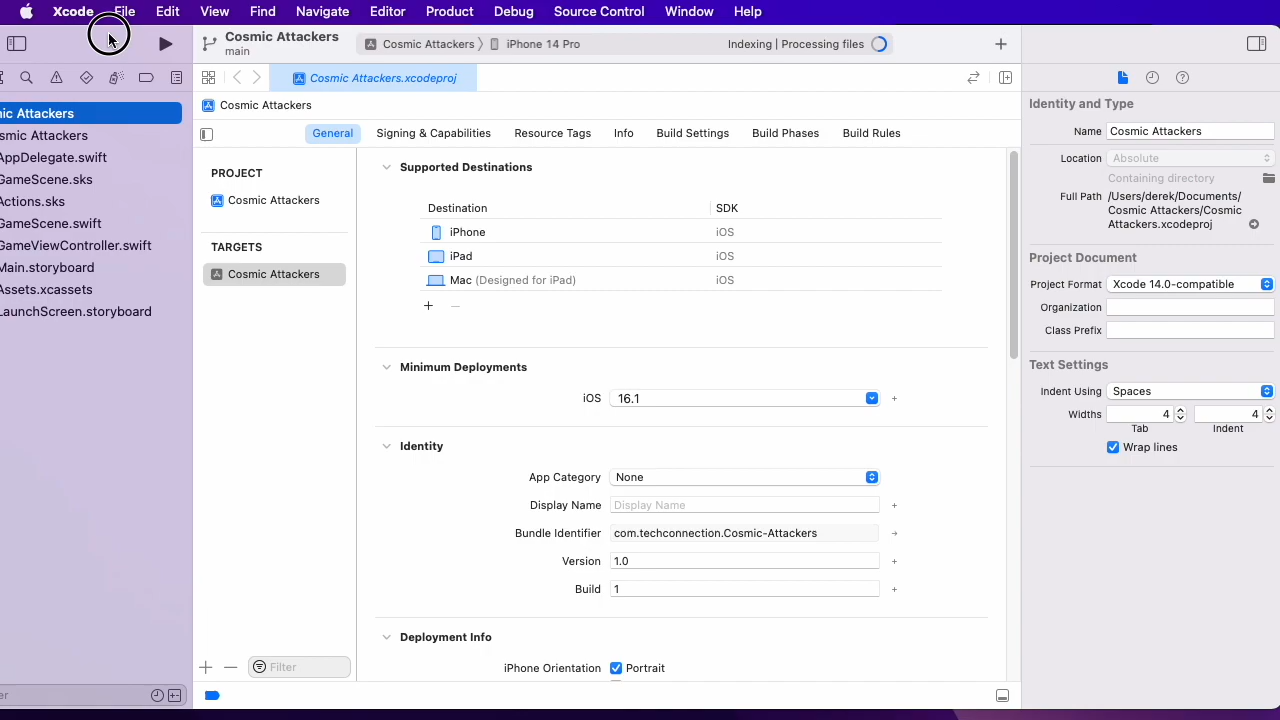 Xcode File Edit View Find Navigate Editor Product Debug Source Control Window Help
Cosmic Attackers
main
Cosmic Attackers iPhone 14 Pro Indexing | Processing files
Cosmic Attackers.xcodeproj
Cosmic Attackers
General Signing & Capabilities Resource Tags Info Build Settings Build Phases Build Rules
ic Attackers
smic Attackers
AppDelegate.swift
GameScene.sks
Actions.sks
GameScene.swift
GameViewController.swift
Main.storyboard
Assets.xcassets
LaunchScreen.storyboard
er
PROJECT
Cosmic Attackers
TARGETS
Cosmic Attackers
Filter
Supported Destinations
Destination SDK
iPhone iOS
iPad iOS
Mac (Designed for iPad) iOS
Minimum Deployments
iOS 16.1
Identity
App Category None
Display Name Display Name
Bundle Identifier com.techconnection.Cosmic-Attackers
Version 1.0
Build 1
Deployment Info
iPhone Orientation Portrait
Identity and Type
Name Cosmic Attackers
Location Absolute
Containing directory
Full Path /Users/derek/Documents/
Cosmic Attackers/Cosmic
Attackers.xcodeproj
Project Document
Project Format Xcode 14.0-compatible
Organization
Class Prefix
Text Settings
Indent Using Spaces
Widths 4 4
Tab Indent
Wrap lines